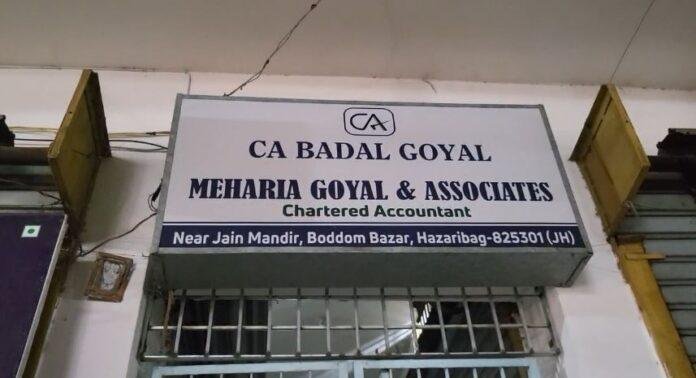 CA
CA BADAL GOYAL
MEHARIA GOYAL & ASSOCIATES
Chartered Accountant
Near Jain Mandir, Boddom Bazar, Hazaribag-825301 (JH)